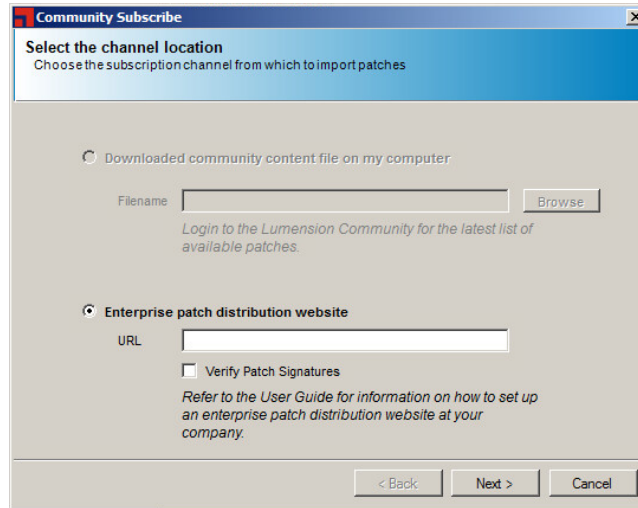 Community Subscribe
Select the channel location
Choose the subscription channel from which to import patches
Downloaded community content file on my computer
Filename
Browse
Login to the Lumension Community for the latest list of
available patches.
Enterprise patch distribution website
URL
Verify Patch Signatures
Refer to the User Guide for information on how to set up
an enterprise patch distribution website at your
company.
< Back
Next >
Cancel